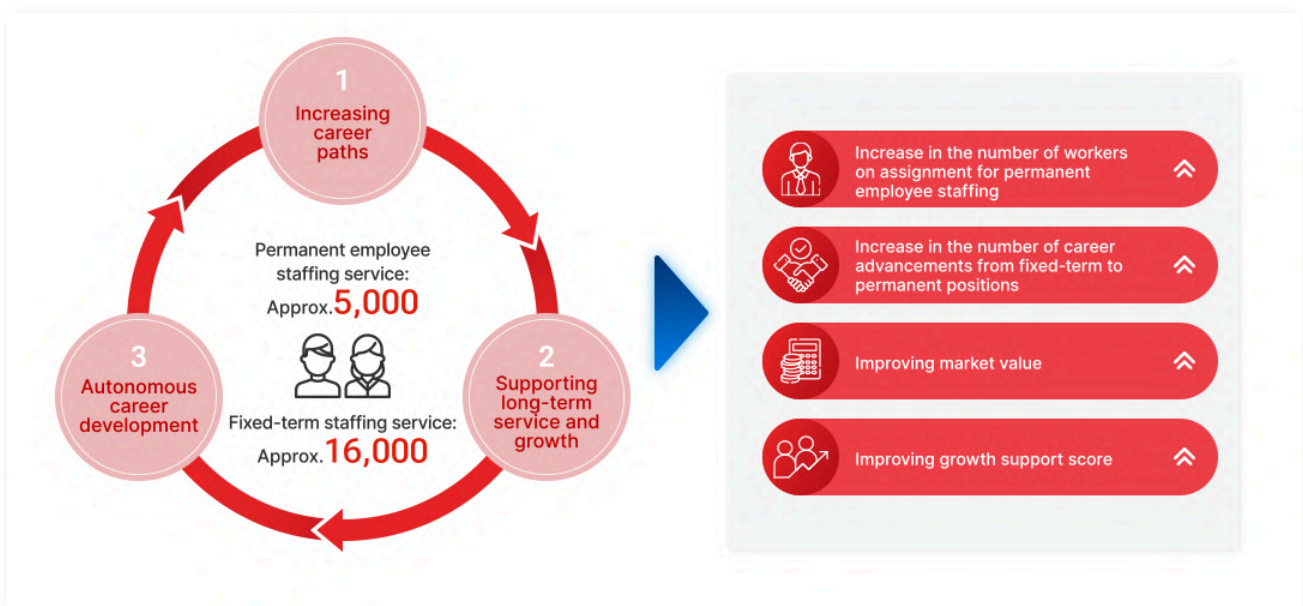 1
Increasing
career
paths
Permanent employee
staffing service:
Approx.5,000
3
Autonomous
career
development
2
Supporting
long-term
service and
growth
Fixed-term staffing service:
Approx.16,000
Increase in the number of workers
on assignment for permanent
employee staffing
Increase in the number of career
advancements from fixed-term to
permanent positions
Improving market value
Improving growth support score